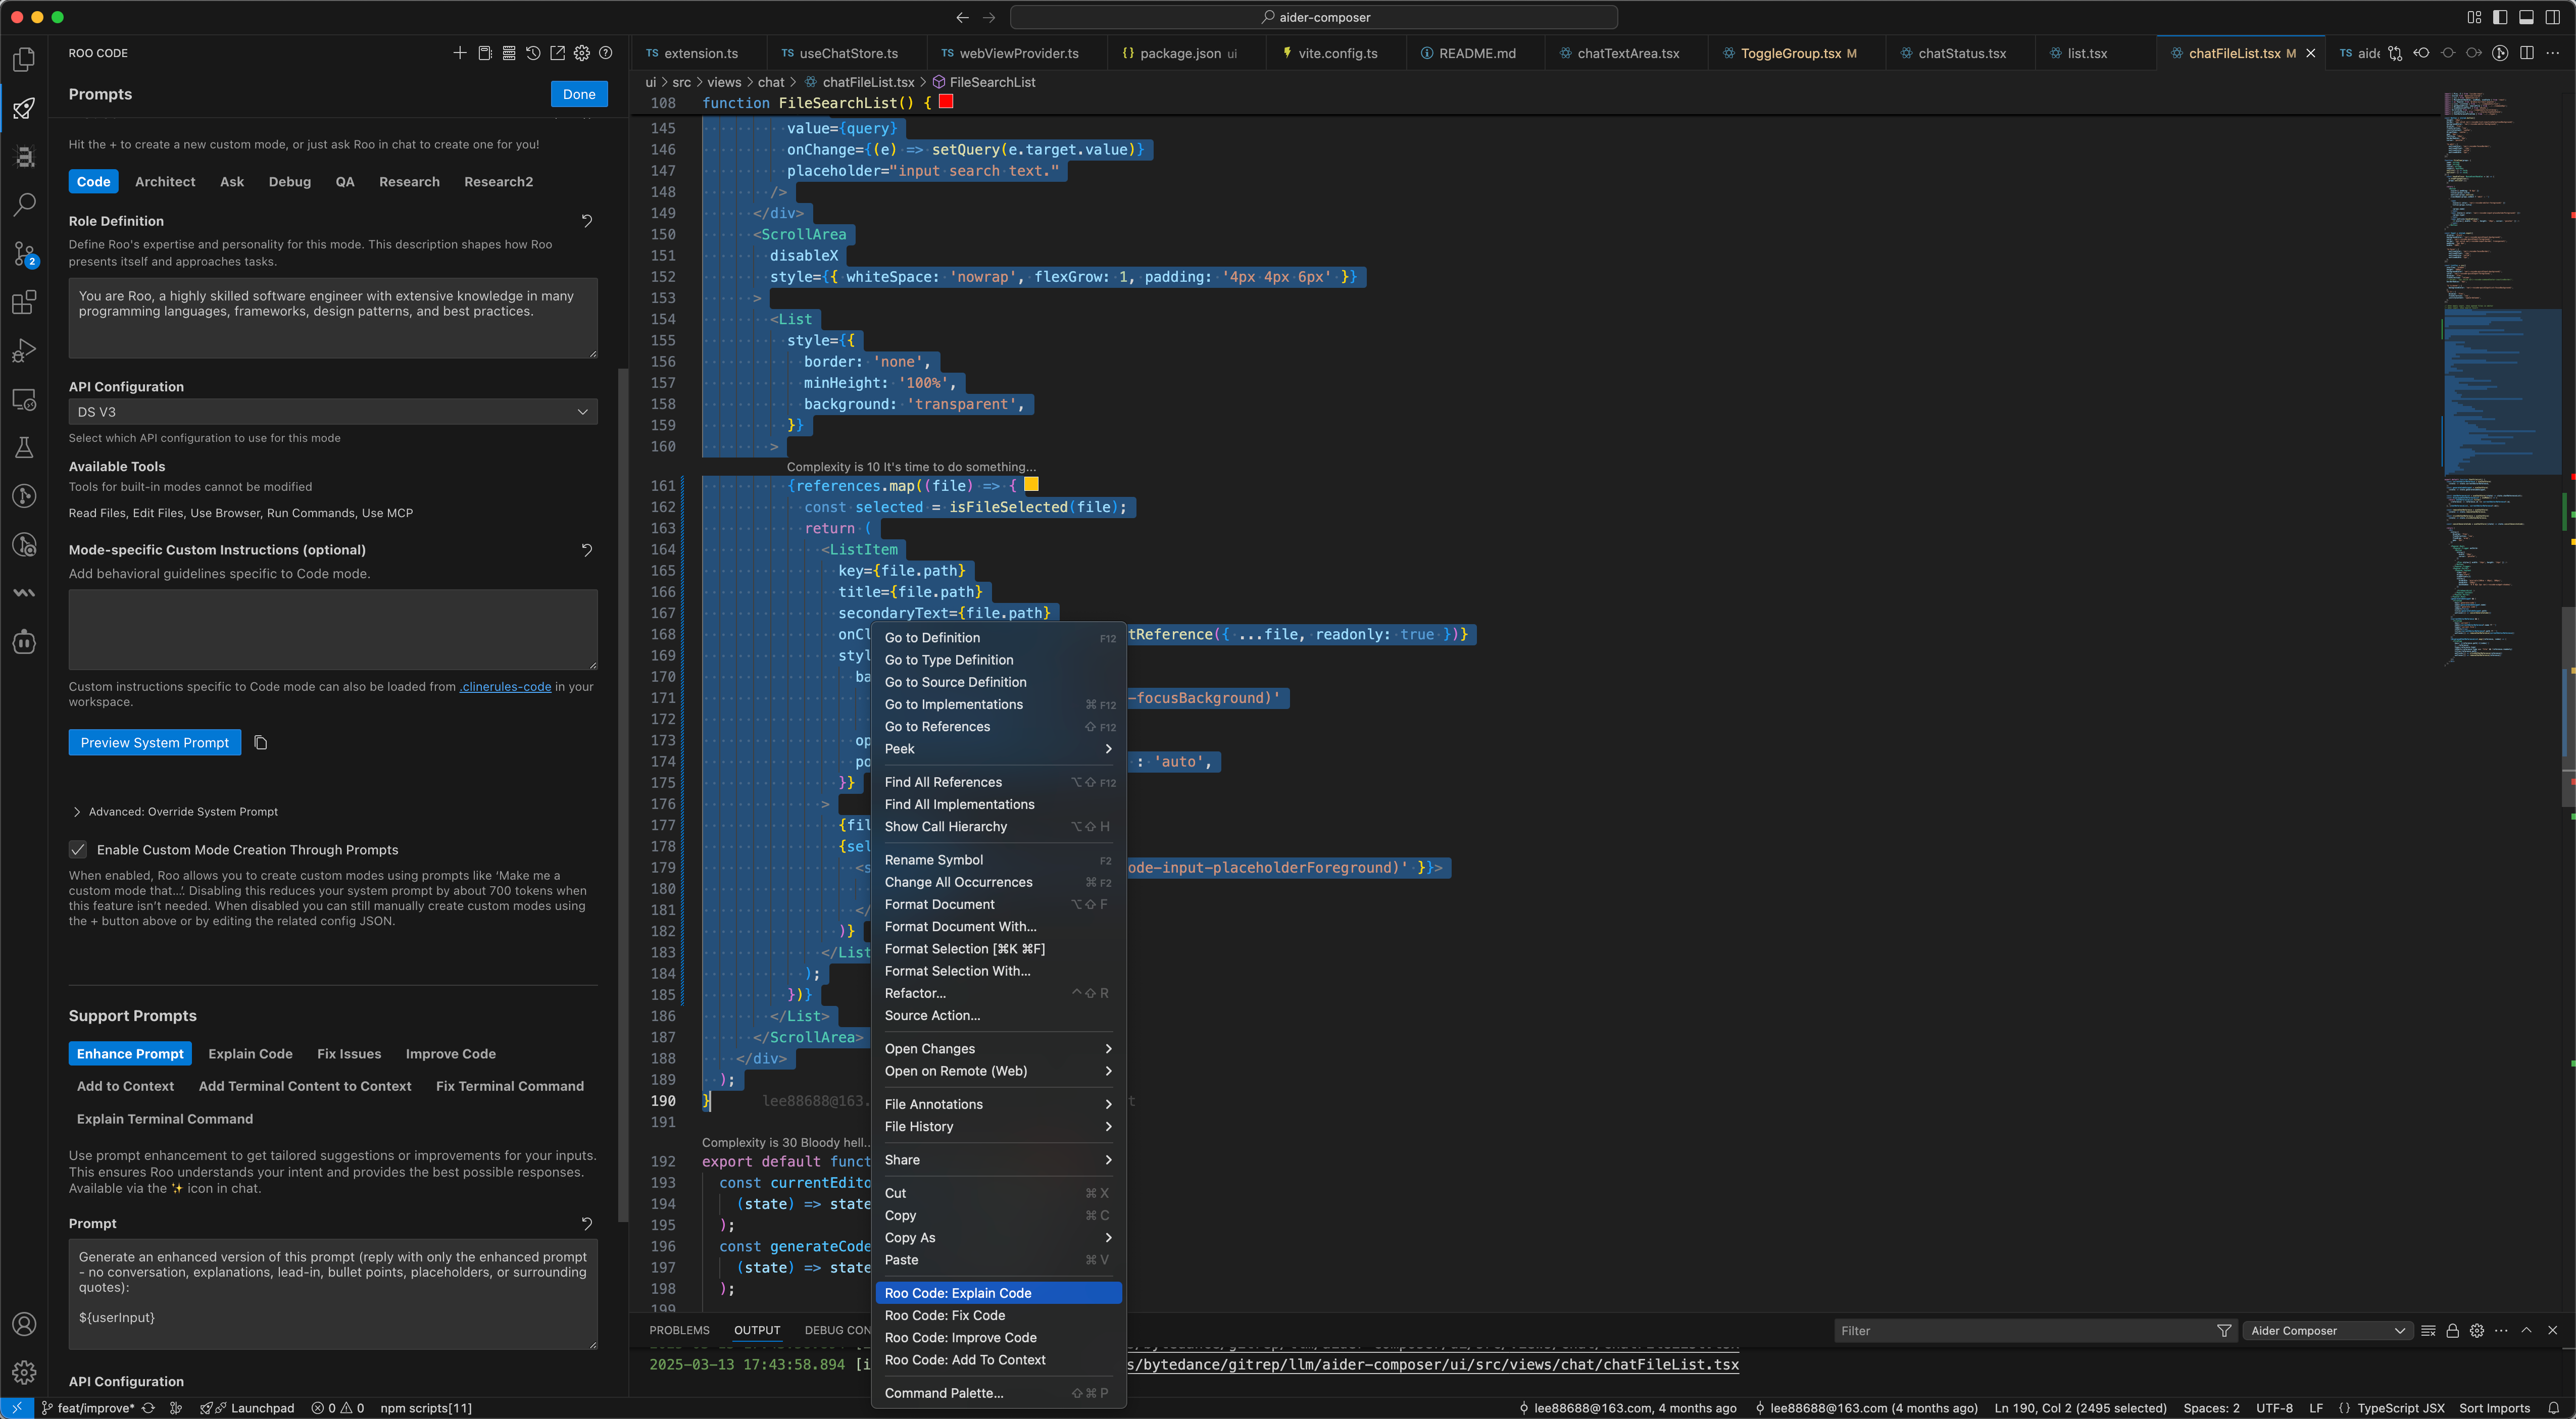 aider-composer
ROO CODE
Prompts
Done
Hit the + to create a new custom mode, or just ask Roo in chat to create one for you!
Code Architect Ask Debug QA Research Research2
Role Definition
Define Roo's expertise and personality for this mode. This description shapes how Roo
presents itself and approaches tasks.
You are Roo, a highly skilled software engineer with extensive knowledge in many
programming languages, frameworks, design patterns, and best practices.
API Configuration
DS V3
Select which API configuration to use for this mode
Available Tools
Tools for built-in modes cannot be modified
Read Files, Edit Files, Use Browser, Run Commands, Use MCP
Mode-specific Custom Instructions (optional)
Add behavioral guidelines specific to Code mode.
Custom instructions specific to Code mode can also be loaded from .clinerules-code in your
workspace.
Preview System Prompt
Advanced: Override System Prompt
Enable Custom Mode Creation Through Prompts
When enabled, Roo allows you to create custom modes using prompts like ‘Make me a
custom mode that...’. Disabling this reduces your system prompt by about 700 tokens when
this feature isn't needed. When disabled you can still manually create custom modes using
the + button above or by editing the related config JSON.
Support Prompts
Enhance Prompt Explain Code Fix Issues Improve Code
Add to Context Add Terminal Content to Context Fix Terminal Command
Explain Terminal Command
Use prompt enhancement to get tailored suggestions or improvements for your inputs.
This ensures Roo understands your intent and provides the best possible responses.
Available via the ✨ icon in chat.
Prompt
Generate an enhanced version of this prompt (reply with only the enhanced prompt
- no conversation, explanations, lead-in, bullet points, placeholders, or surrounding
quotes):
${userInput}
API Configuration
2
TS extension.ts TS useChatStore.ts TS webViewProvider.ts {} package.json ui vite.config.ts README.md chatTextArea.tsx ToggleGroup.tsx M chatStatus.tsx list.tsx chatFileList.tsx M TS aide
ui > src > views > chat > chatFileList.tsx > FileSearchList
108 function FileSearchList() {
145 value={query}
146 onChange={(e) => setQuery(e.target.value)}
147 placeholder="input search text."
148 />
149 </div>
150 <ScrollArea
151 disableX
152 style={{ whiteSpace: 'nowrap', flexGrow: 1, padding: '4px 4px 6px' }}
153 >
154 <List
155 style={{
156 border: 'none',
157 minHeight: '100%',
158 background: 'transparent',
159 }}
160 >
Complexity is 10 It's time to do something...
161 {references.map((file) => {
162 const selected = isFileSelected(file);
163 return (
164 <ListItem
165 key={file.path}
166 title={file.path}
167 secondaryText={file.path}
168 onCl tReference({ ...file, readonly: true })}
169 styl
170 ba
171 -focusBackground)'
172
173 op
174 po : 'auto',
175 }}
176 >
177 {fil
178 {sel
179 <s ode-input-placeholderForeground)' }}>
180
181 </
182 )}
183 </List
184 );
185 })}
186 </List>
187 </ScrollArea>
188 </div>
189 );
190 } lee88688@163. t
191
Complexity is 30 Bloody hell...
192 export default funct
193 const currentEdito
194 (state) => state
195 );
196 const generateCode
197 (state) => state
198 );
199
Go to Definition F12
Go to Type Definition
Go to Source Definition
Go to Implementations ⌘ F12
Go to References ⇧ F12
Peek
Find All References ⌥⇧ F12
Find All Implementations
Show Call Hierarchy ⌥⇧ H
Rename Symbol F2
Change All Occurrences ⌘ F2
Format Document ⌥⇧ F
Format Document With...
Format Selection [⌘K ⌘F]
Format Selection With...
Refactor... ^⇧ R
Source Action...
Open Changes
Open on Remote (Web)
File Annotations
File History
Share
Cut ⌘ X
Copy ⌘ C
Copy As
Paste ⌘ V
Roo Code: Explain Code
Roo Code: Fix Code
Roo Code: Improve Code
Roo Code: Add To Context
Command Palette... ⇧⌘ P
PROBLEMS OUTPUT DEBUG CON
Filter
Aider Composer
2025-03-13 17:43:58.894 [i s/bytedance/gitrep/llm/aider-composer/ui/src/views/chat/chatFileList.tsx
feat/improve* Launchpad 0 0 npm scripts[11] lee88688@163.com, 4 months ago lee88688@163.com (4 months ago) Ln 190, Col 2 (2495 selected) Spaces: 2 UTF-8 LF {} TypeScript JSX Sort Imports